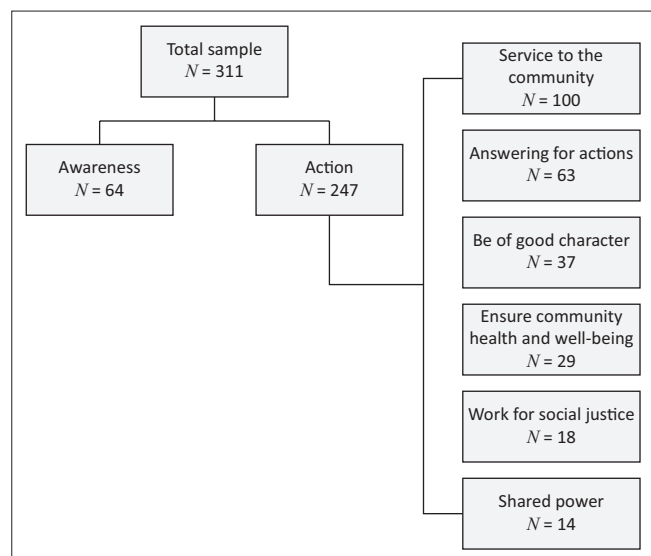 Total sample
N = 311
Awareness
N = 64
Action
N = 247
Service to the
community
N = 100
Answering for actions
N = 63
Be of good character
N = 37
Ensure community
health and well-being
N = 29
Work for social justice
N = 18
Shared power
N = 14